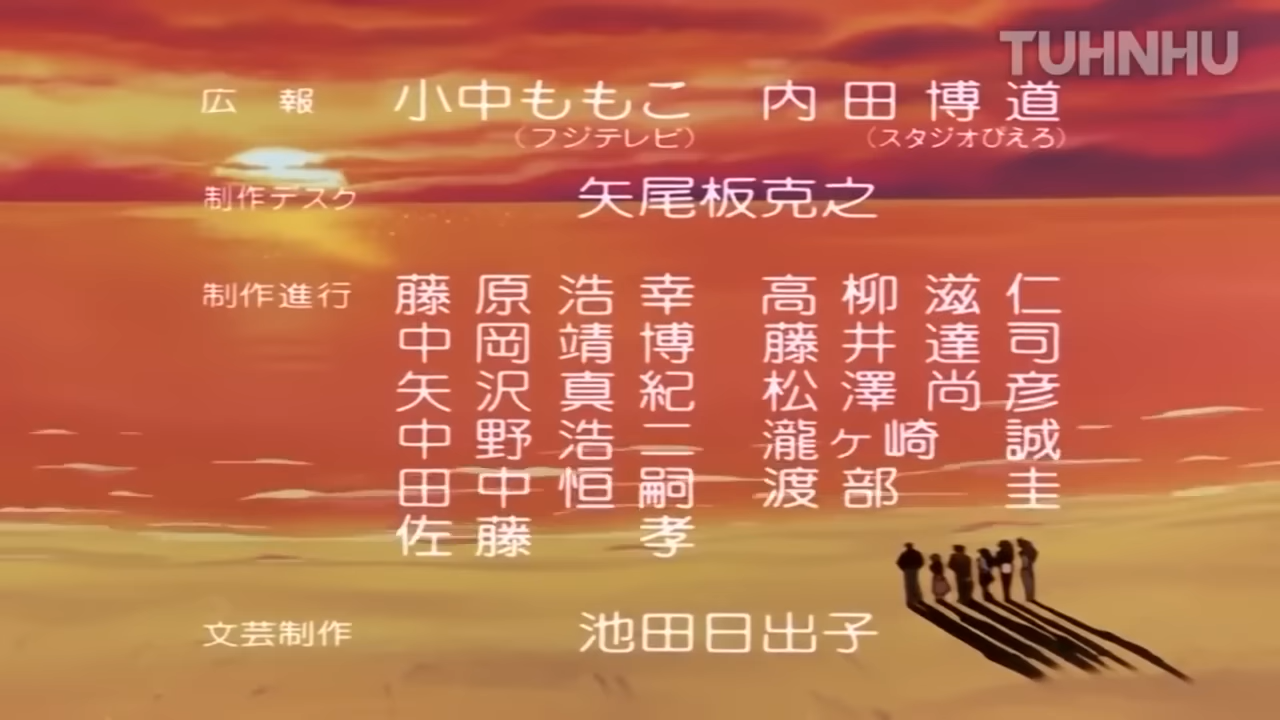 TUHNHU
広報 小中ももこ 内田博道
(フジテレビ) (スタジオぴえろ)
制作デスク 矢尾板克之
制作進行 藤原浩幸 高柳滋仁
中岡靖博 藤井達司
矢沢真紀 松澤尚彦
中野浩二 瀧ヶ崎誠
田中恒嗣 渡部圭
佐藤孝
文芸制作 池田日出子